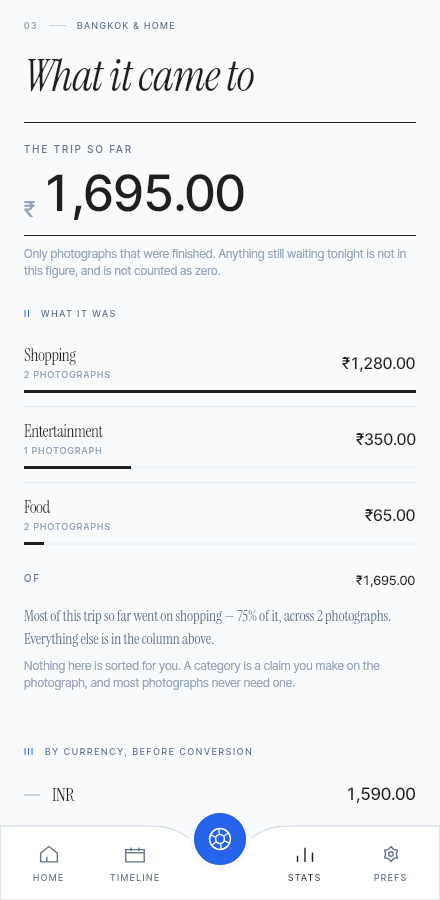 03 — BANGKOK & HOME
What it came to
THE TRIP SO FAR
₹ 1,695.00
Only photographs that were finished. Anything still waiting tonight is not in
this figure, and is not counted as zero.
II WHAT IT WAS
Shopping
₹1,280.00
2 PHOTOGRAPHS
Entertainment
₹350.00
1 PHOTOGRAPH
Food
₹65.00
2 PHOTOGRAPHS
OF ₹1,695.00
Most of this trip so far went on shopping — 75% of it, across 2 photographs.
Everything else is in the column above.
Nothing here is sorted for you. A category is a claim you make on the
photograph, and most photographs never need one.
III BY CURRENCY, BEFORE CONVERSION
— INR 1,590.00
HOME TIMELINE STATS PREFS